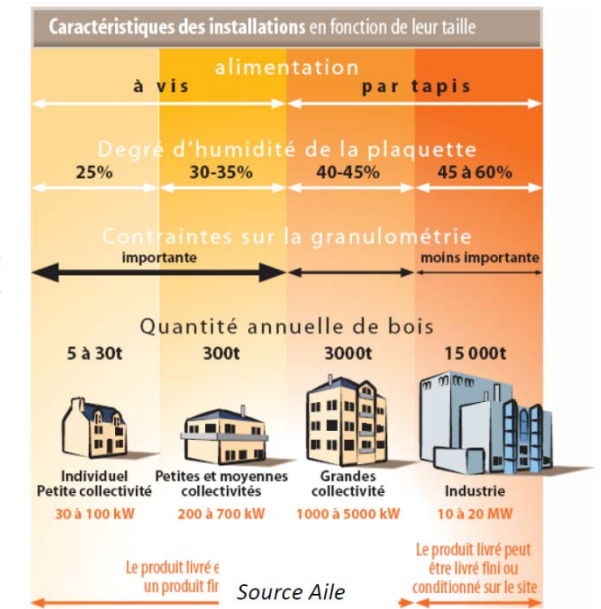 Caractéristiques des installations en fonction de leur taille
alimentation
à vis par tapis
Degré d'humidité de la plaquette
25% 30-35% 40-45% 45 à 60%
Contraintes sur la granulométrie
importante moins importante
Quantité annuelle de bois
5 à 30t 300t 3000t 15 000t
Individuel Petites et moyennes Grandes
Petite collectivité collectivités collectivité Industrie
30 à 100 kW 200 à 700 kW 1000 à 5000 kW 10 à 20 MW
Le produit livré peut
Le produit livré être livré fini ou
un produit conditionné sur le site
Source Aile